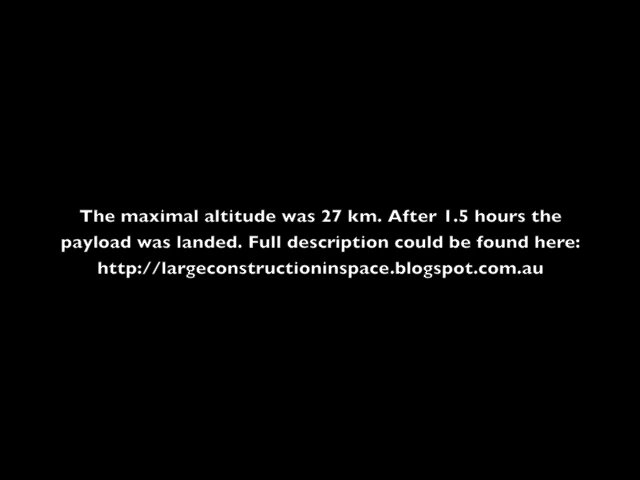 The maximal altitude was 27 km. After 1.5 hours the
payload was landed. Full description could be found here:
http://largeconstructioninspace.blogspot.com.au